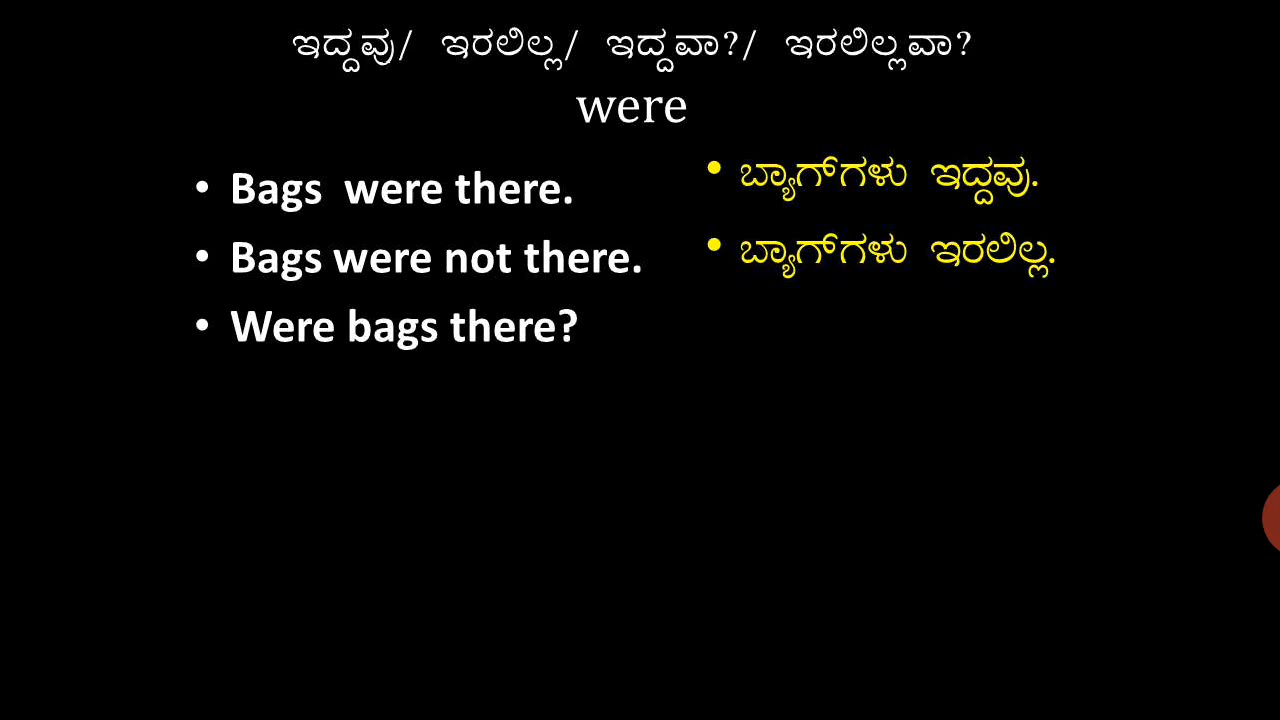 ಇದ್ದವು/ ಇರಲಿಲ್ಲ/ ಇದ್ದವಾ?/ ಇರಲಿಲ್ಲವಾ?
were
• Bags were there.
• Bags were not there.
• Were bags there?
• ಬ್ಯಾಗ್‌ಗಳು ಇದ್ದವು.
• ಬ್ಯಾಗ್‌ಗಳು ಇರಲಿಲ್ಲ.